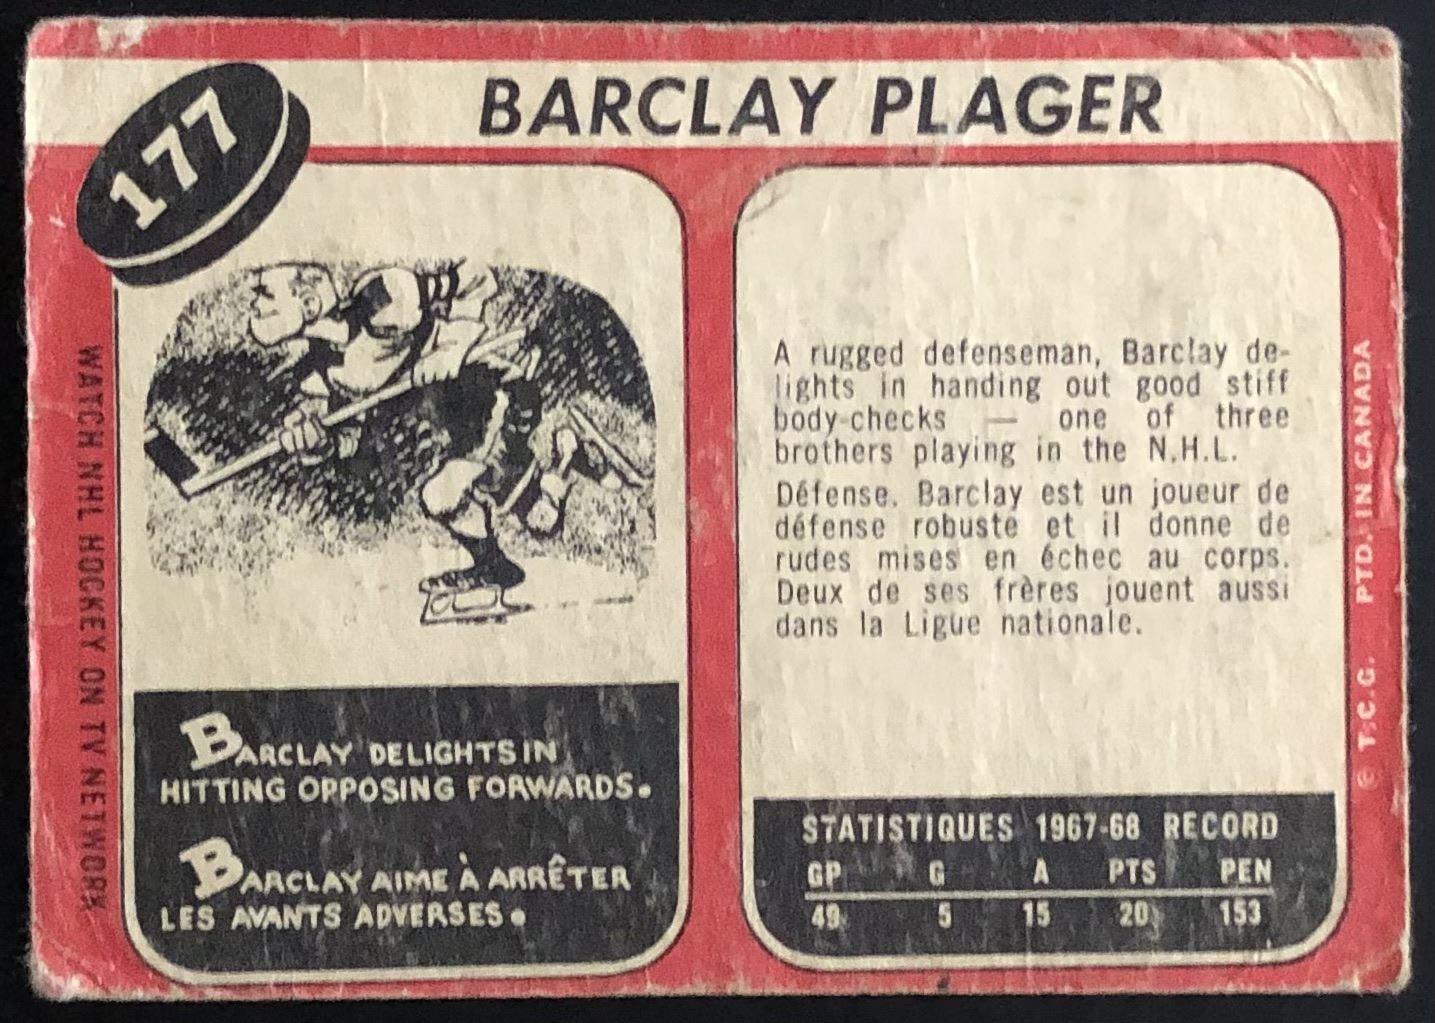 177
BARCLAY PLAGER
WATCH NHL HOCKEY ON TV NETWORK
BARCLAY DELIGHTS IN
HITTING OPPOSING FORWARDS.
BARCLAY AIME À ARRÊTER
LES AVANTS ADVERSES.
A rugged defenseman, Barclay de-
lights in handing out good stiff
body-checks — one of three
brothers playing in the N.H.L.
Défense. Barclay est un joueur de
défense robuste et il donne de
rudes mises en échec au corps.
Deux de ses frères jouent aussi
dans la Ligue nationale.
STATISTIQUES 1967-68 RECORD
GP G A PTS PEN
49 5 15 20 153
© T.C.G. PTD. IN CANADA